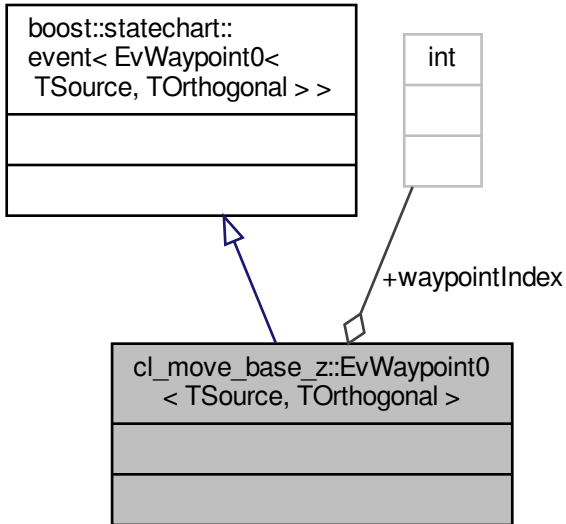 boost::statechart::
event< EvWaypoint0<
 TSource, TOrthogonal > >
int
+waypointIndex
cl_move_base_z::EvWaypoint0
< TSource, TOrthogonal >